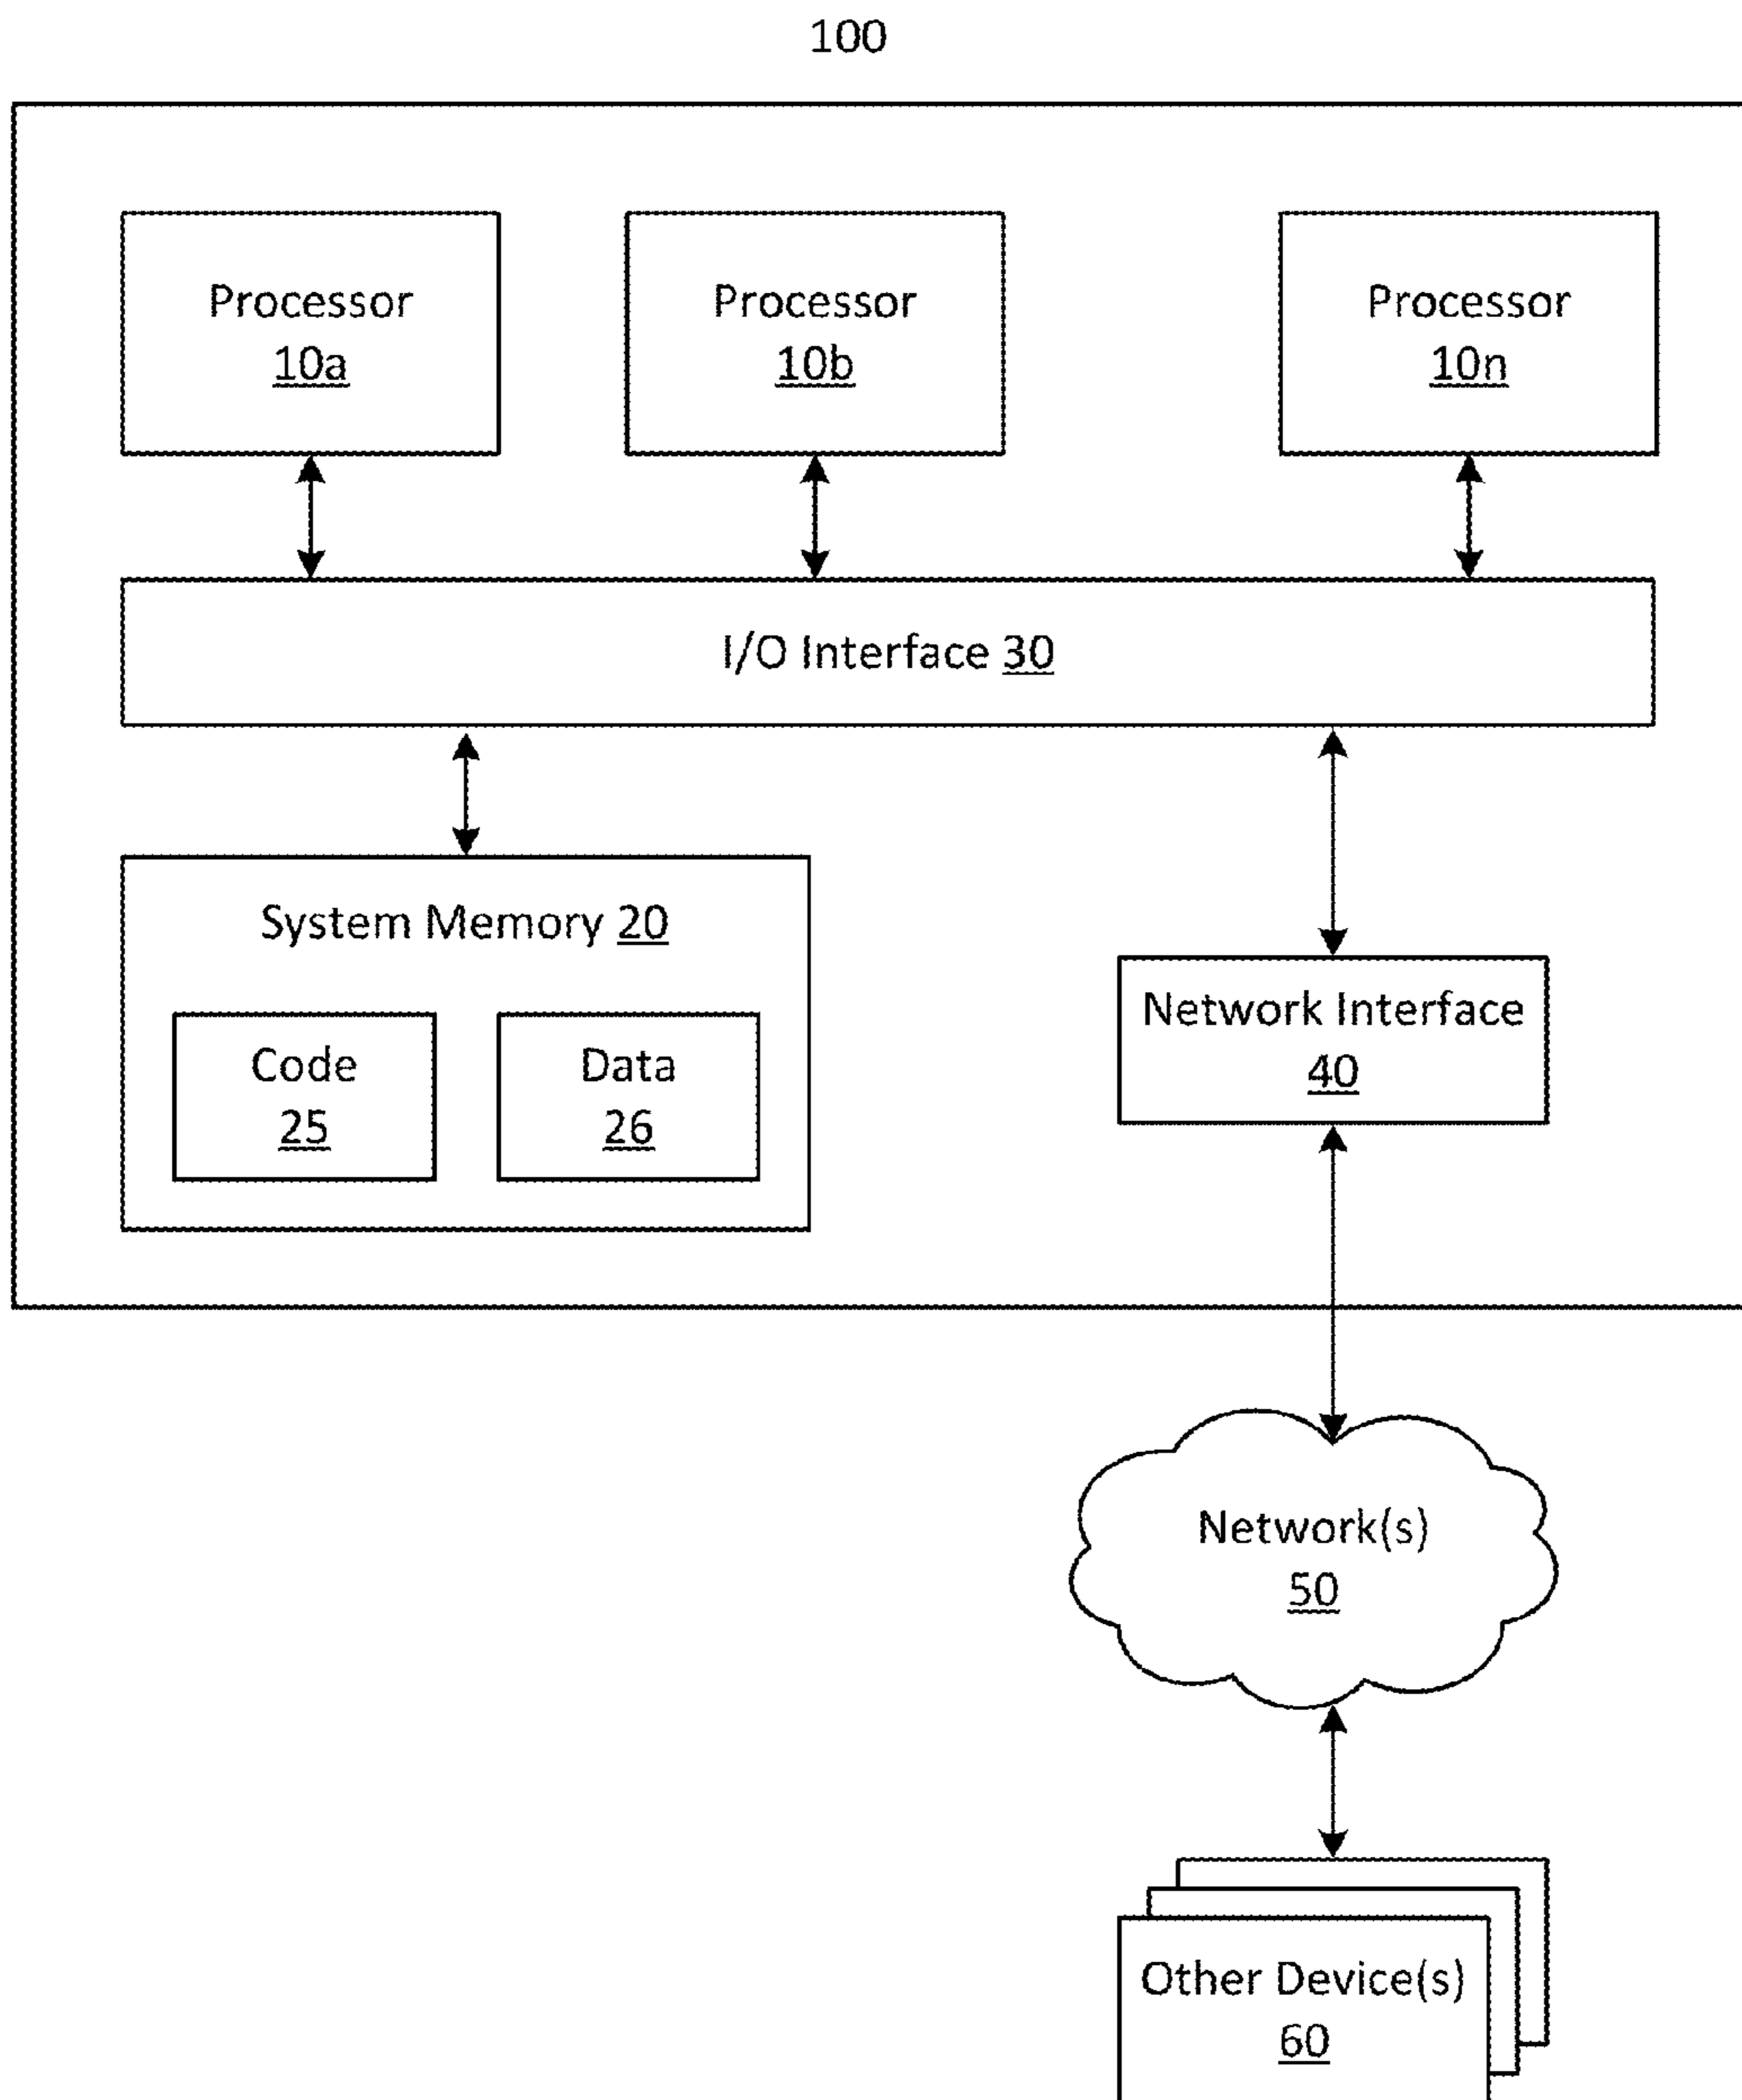 100
Processor
10a
Processor
10b
Processor
10n
I/O Interface 30
System Memory 20
Code
25
Data
26
Network Interface
40
Network(s)
50
Other Device(s)
60